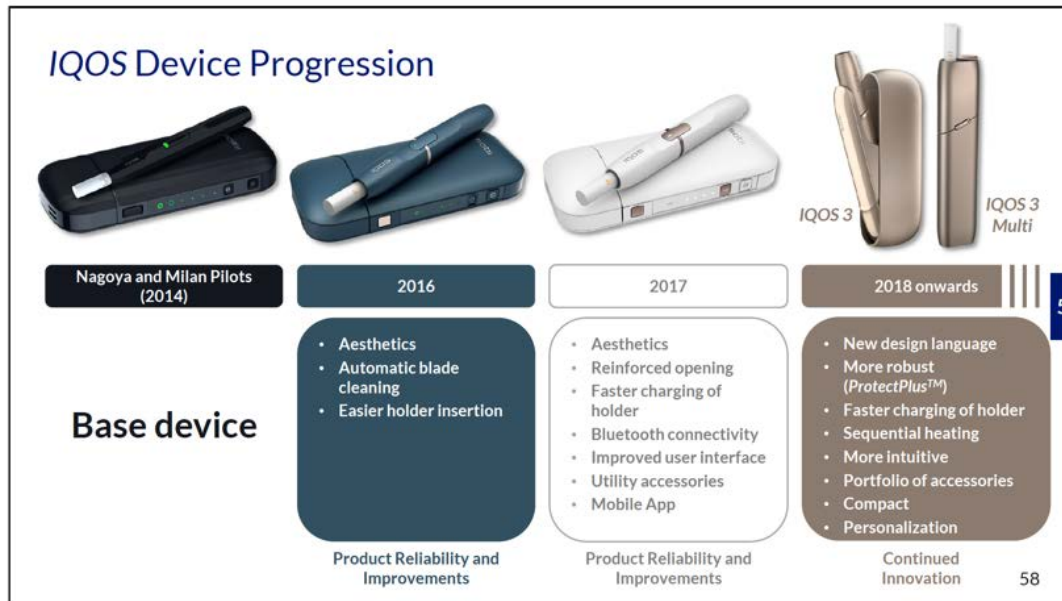 IQOS Device Progression
IQOS
IQOS
IQOS 3
IQOS 3
Multi
Nagoya and Milan Pilots
(2014)
2016
2017
2018 onwards
Base device
• Aesthetics
• Automatic blade
cleaning
• Easier holder insertion
• Aesthetics
• Reinforced opening
• Faster charging of
holder
• Bluetooth connectivity
• Improved user interface
• Utility accessories
• Mobile App
• New design language
• More robust
(ProtectPlus™)
• Faster charging of holder
• Sequential heating
• More intuitive
• Portfolio of accessories
• Compact
• Personalization
Product Reliability and
Improvements
Product Reliability and
Improvements
Continued
Innovation
58